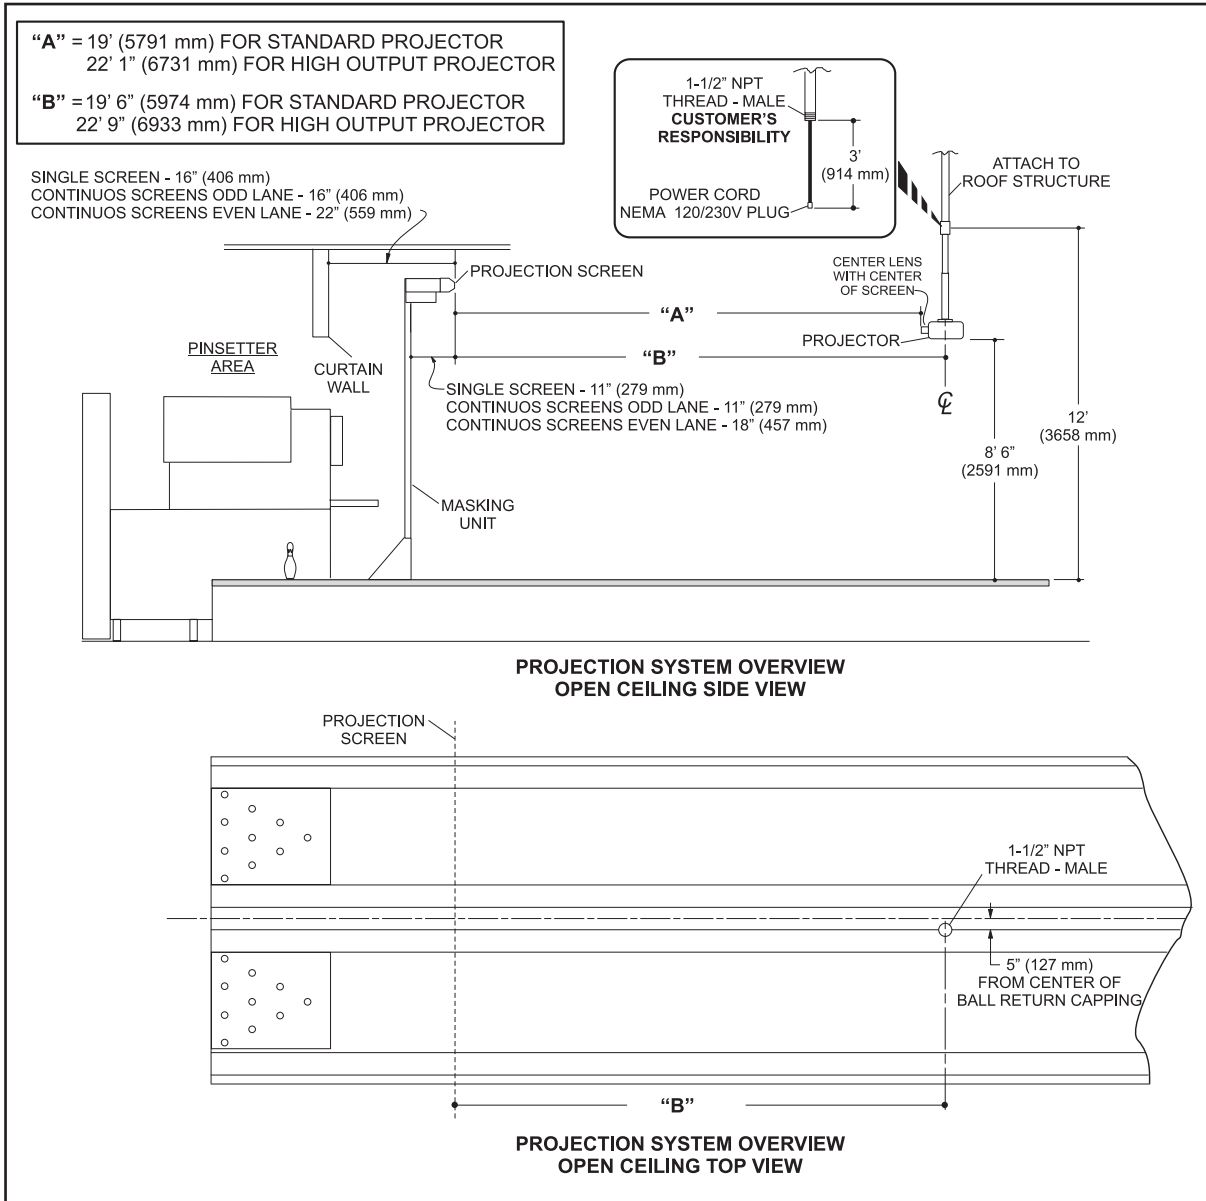 “A” = 19’ (5791 mm) FOR STANDARD PROJECTOR
22’ 1” (6731 mm) FOR HIGH OUTPUT PROJECTOR
“B” = 19’ 6” (5974 mm) FOR STANDARD PROJECTOR
22’ 9” (6933 mm) FOR HIGH OUTPUT PROJECTOR
SINGLE SCREEN - 16” (406 mm)
CONTINUOS SCREENS ODD LANE - 16” (406 mm)
CONTINUOS SCREENS EVEN LANE - 22” (559 mm)
1-1/2” NPT
THREAD - MALE
CUSTOMER’S
RESPONSIBILITY
3’
(914 mm)
POWER CORD
NEMA 120/230V PLUG
ATTACH TO
ROOF STRUCTURE
PROJECTION SCREEN
CENTER LENS
WITH CENTER
OF SCREEN
“A”
PROJECTOR
“B”
PINSETTER
AREA
CURTAIN
WALL
SINGLE SCREEN - 11” (279 mm)
CONTINUOS SCREENS ODD LANE - 11” (279 mm)
CONTINUOS SCREENS EVEN LANE - 18” (457 mm)
℄
12’
(3658 mm)
8’ 6”
(2591 mm)
MASKING
UNIT
PROJECTION SYSTEM OVERVIEW
OPEN CEILING SIDE VIEW
PROJECTION
SCREEN
1-1/2” NPT
THREAD - MALE
5” (127 mm)
FROM CENTER OF
BALL RETURN CAPPING
“B”
PROJECTION SYSTEM OVERVIEW
OPEN CEILING TOP VIEW